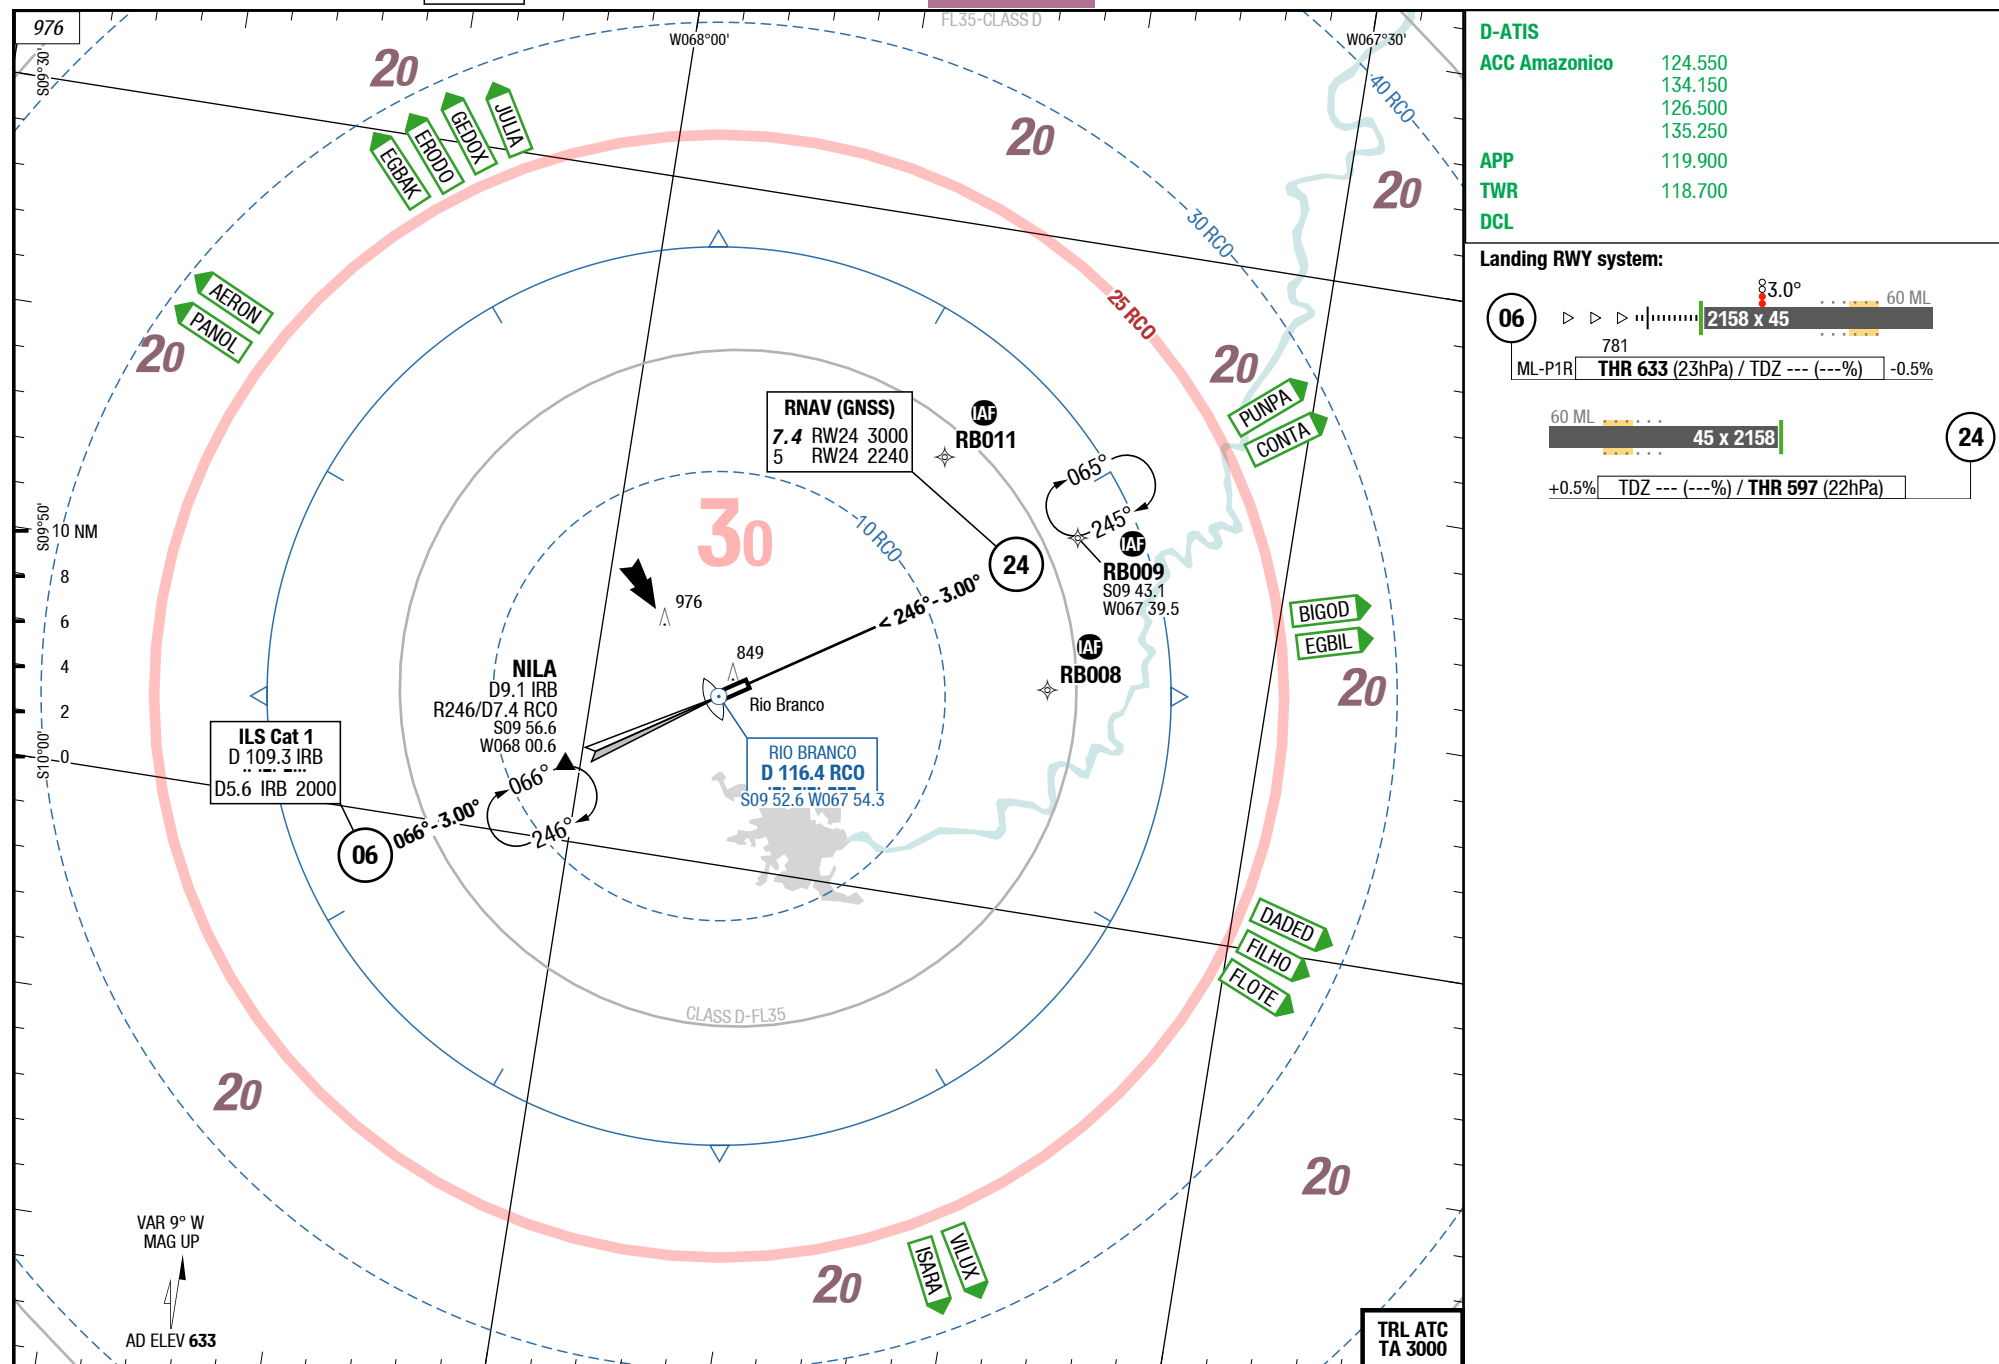 FL35-CLASS D
976
W068°00'
W067°30'
S09°30'
20
JULIA
GEDOX
ERODO
EGBAK
20
20
40 RCO
30 RCO
25 RCO
AERON
PANOL
20
20
PUNPA
CONTA
RNAV (GNSS)
7.4 RW24 3000
5 RW24 2240
IAF
RB011
065°
245°
IAF
RB009
S09 43.1
W067 39.5
S09°50'
10 NM
8
6
4
2
0
S10°00'
30
10 RCO
24
< 246°- 3.00°
976
849
BIGOD
EGBIL
20
IAF
RB008
NILA
D9.1 IRB
R246/D7.4 RCO
S09 56.6
W068 00.6
Rio Branco
RIO BRANCO
D 116.4 RCO
S09 52.6 W067 54.3
ILS Cat 1
D 109.3 IRB
D5.6 IRB 2000
066°
246°
066°- 3.00°
06
DADED
FILHO
FLOTE
CLASS D-FL35
20
20
20
VILUX
ISARA
VAR 9° W
MAG UP
AD ELEV 633
TRL ATC
TA 3000
D-ATIS
ACC Amazonico 124.550
134.150
126.500
135.250
APP 119.900
TWR 118.700
DCL
Landing RWY system:
06
3.0°
60 ML
2158 x 45
781
ML-P1R THR 633 (23hPa) / TDZ --- (---%) -0.5%
60 ML
45 x 2158
24
+0.5% TDZ --- (---%) / THR 597 (22hPa)